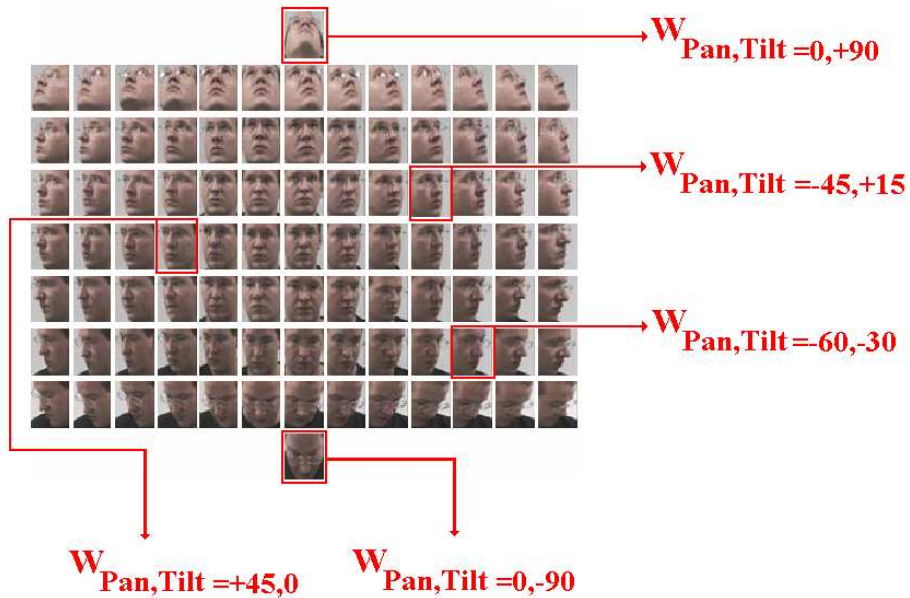 W Pan,Tilt =0,+90
W Pan,Tilt =-45,+15
W Pan,Tilt =-60,-30
W Pan,Tilt =+45,0
W Pan,Tilt =0,-90